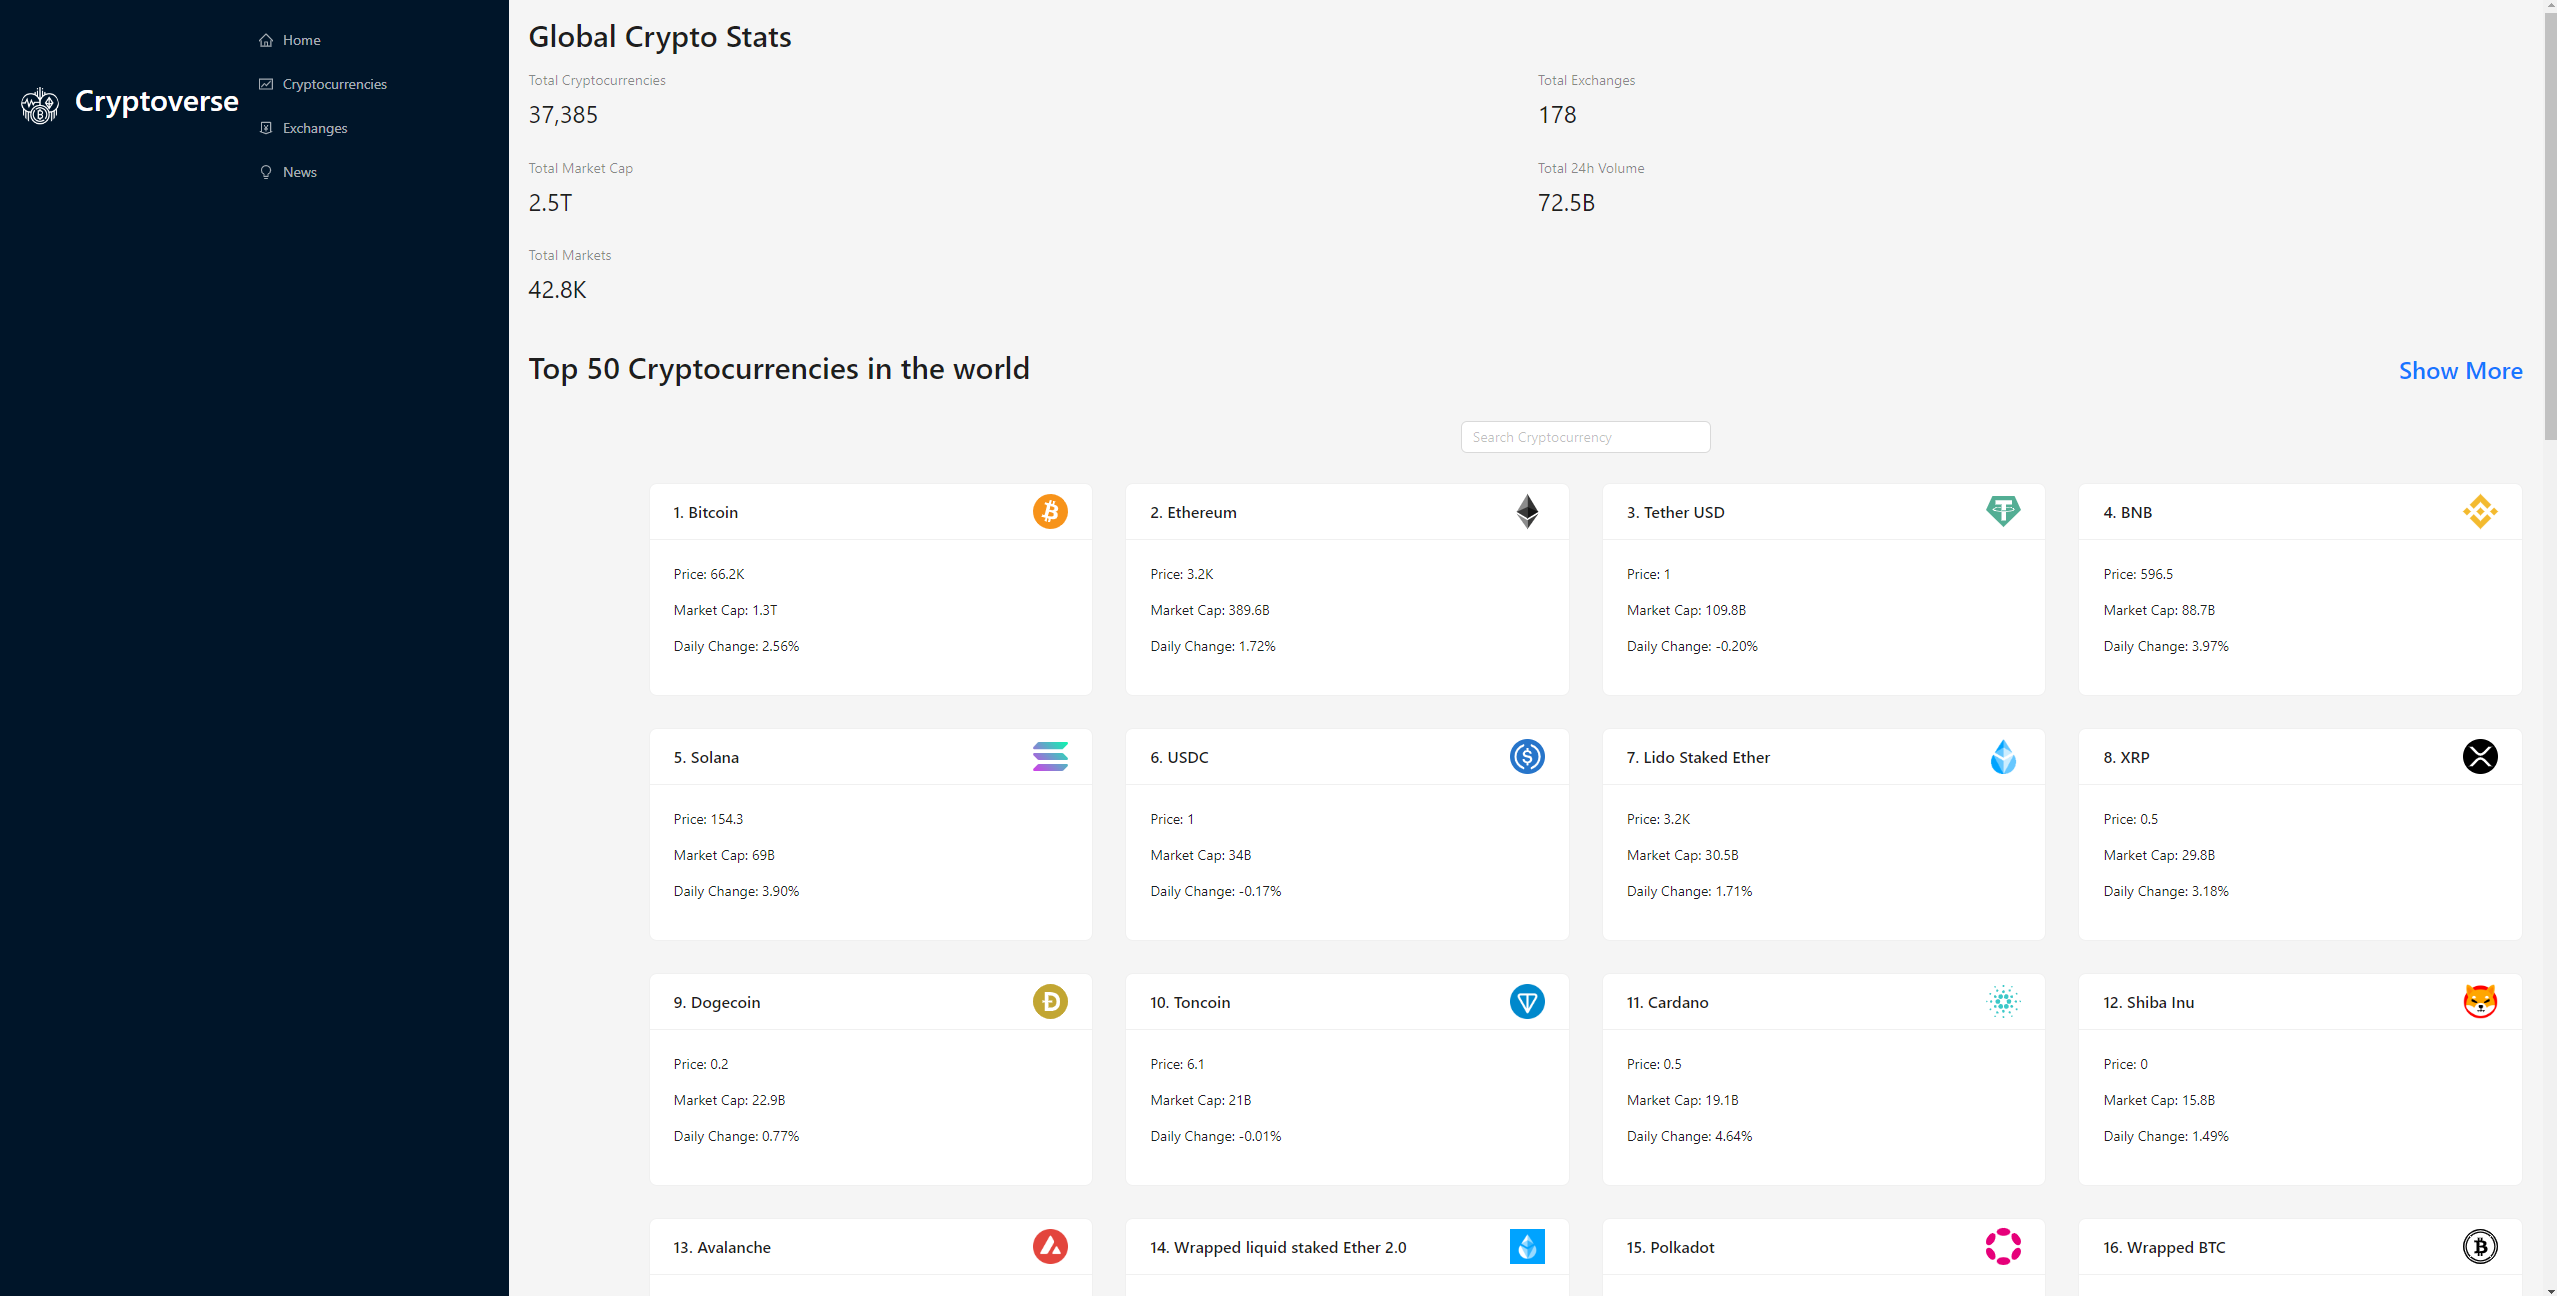 Cryptoverse
Home
Cryptocurrencies
Exchanges
News
Global Crypto Stats
Total Cryptocurrencies
37,385
Total Exchanges
178
Total Market Cap
2.5T
Total 24h Volume
72.5B
Total Markets
42.8K
Top 50 Cryptocurrencies in the world
Show More
Search Cryptocurrency
1. Bitcoin
Price: 66.2K
Market Cap: 1.3T
Daily Change: 2.56%
2. Ethereum
Price: 3.2K
Market Cap: 389.6B
Daily Change: 1.72%
3. Tether USD
Price: 1
Market Cap: 109.8B
Daily Change: -0.20%
4. BNB
Price: 596.5
Market Cap: 88.7B
Daily Change: 3.97%
5. Solana
Price: 154.3
Market Cap: 69B
Daily Change: 3.90%
6. USDC
Price: 1
Market Cap: 34B
Daily Change: -0.17%
7. Lido Staked Ether
Price: 3.2K
Market Cap: 30.5B
Daily Change: 1.71%
8. XRP
Price: 0.5
Market Cap: 29.8B
Daily Change: 3.18%
9. Dogecoin
Price: 0.2
Market Cap: 22.9B
Daily Change: 0.77%
10. Toncoin
Price: 6.1
Market Cap: 21B
Daily Change: -0.01%
11. Cardano
Price: 0.5
Market Cap: 19.1B
Daily Change: 4.64%
12. Shiba Inu
Price: 0
Market Cap: 15.8B
Daily Change: 1.49%
13. Avalanche
14. Wrapped liquid staked Ether 2.0
15. Polkadot
16. Wrapped BTC